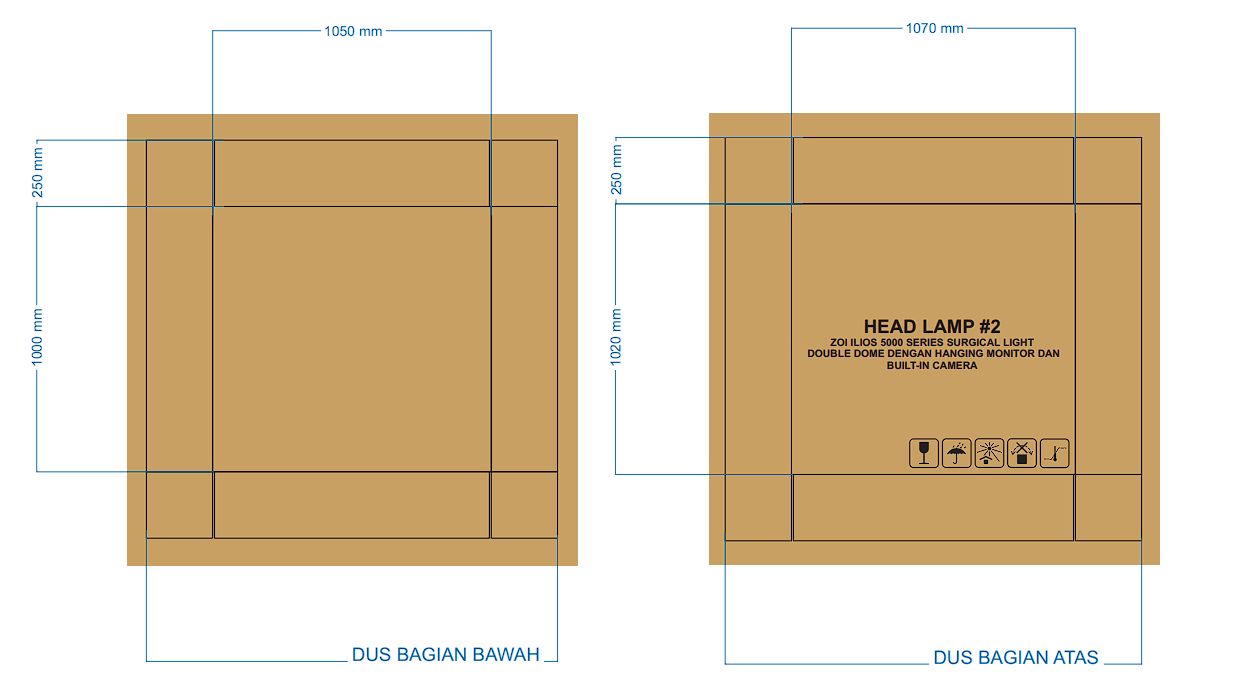 1050 mm
1070 mm
250 mm
250 mm
1000 mm
1020 mm
HEAD LAMP #2
ZOI ILIOS 5000 SERIES SURGICAL LIGHT
DOUBLE DOME DENGAN HANGING MONITOR DAN
BUILT-IN CAMERA
DUS BAGIAN BAWAH
DUS BAGIAN ATAS